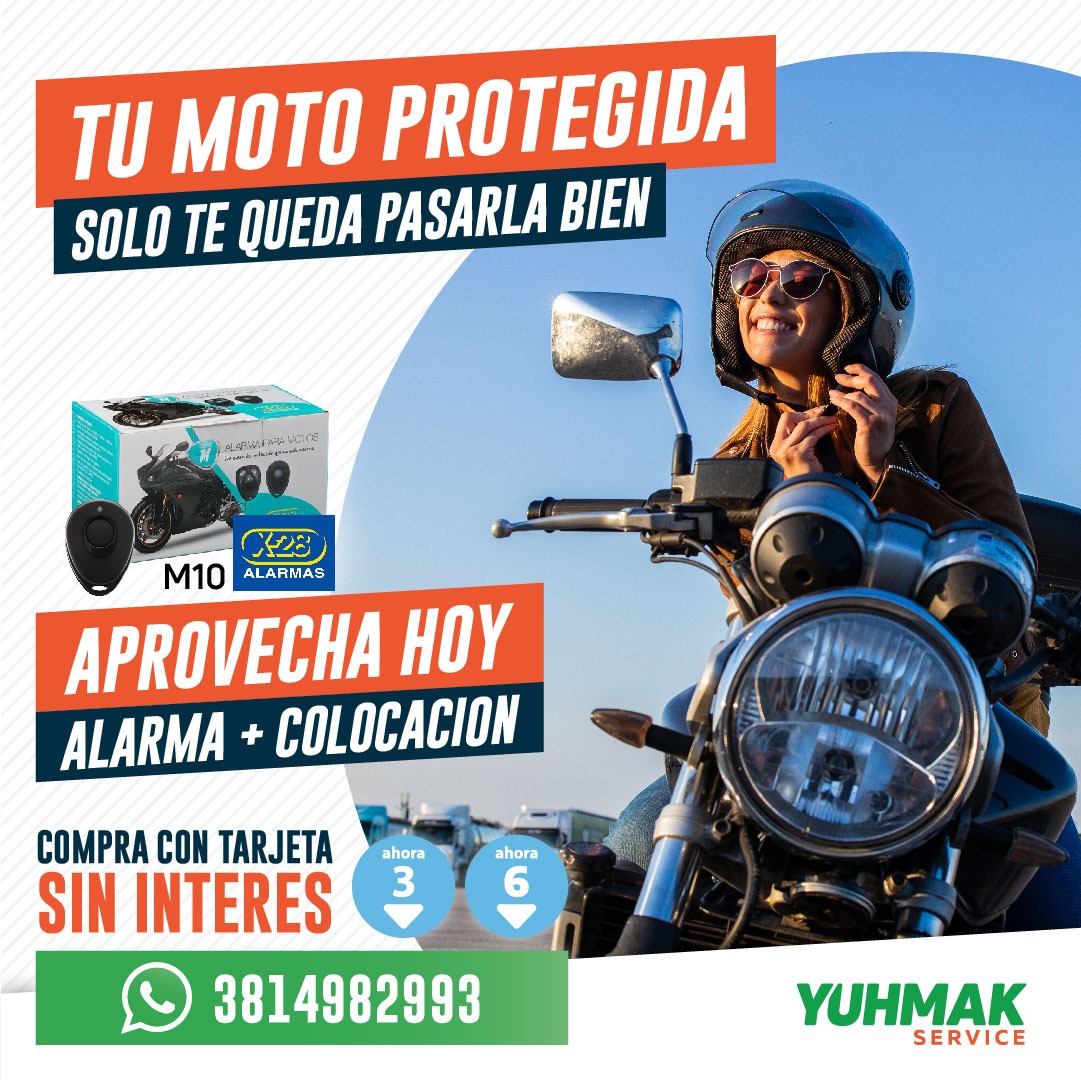 TU MOTO PROTEGIDA
SOLO TE QUEDA PASARLA BIEN
ALARMA PARA MOTOS
X-28
ALARMAS
M10
APROVECHA HOY
ALARMA + COLOCACION
COMPRA CON TARJETA
SIN INTERES
ahora
3
ahora
6
3814982993
YUHMAK
SERVICE